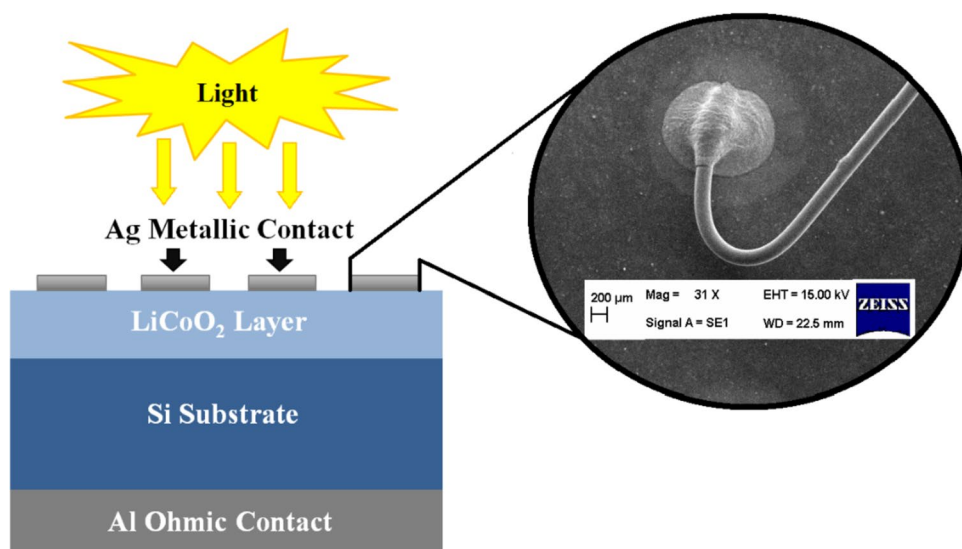 Light
Ag Metallic Contact
LiCoO₂ Layer
Si Substrate
Al Ohmic Contact
200 µm
Mag = 31 X
EHT = 15.00 kV
Signal A = SE1
WD = 22.5 mm
ZEISS